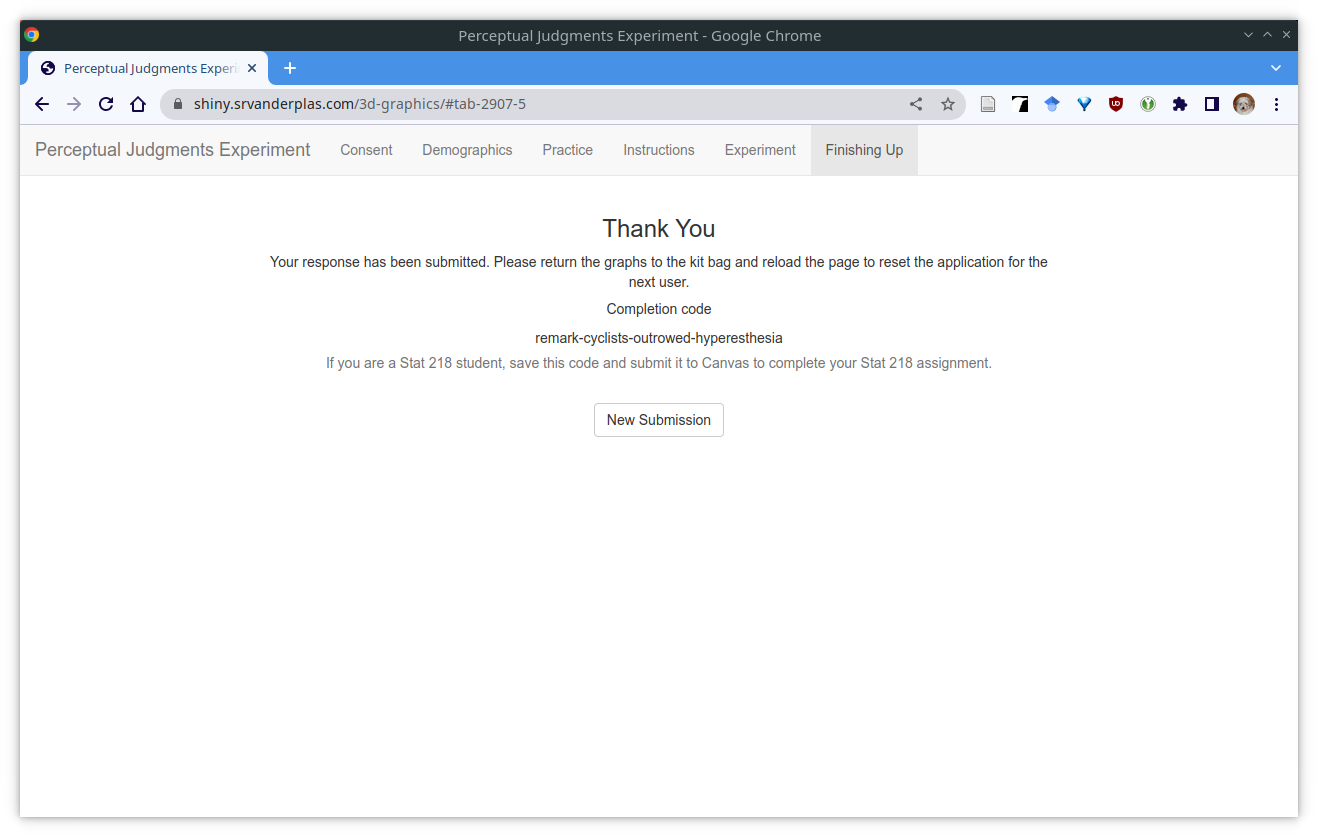 Perceptual Judgments Experiment - Google Chrome
Perceptual Judgments Experi
shiny.srvanderplas.com/3d-graphics/#tab-2907-5
Perceptual Judgments Experiment Consent Demographics Practice Instructions Experiment Finishing Up
Thank You
Your response has been submitted. Please return the graphs to the kit bag and reload the page to reset the application for the
next user.
Completion code
remark-cyclists-outrowed-hyperesthesia
If you are a Stat 218 student, save this code and submit it to Canvas to complete your Stat 218 assignment.
New Submission